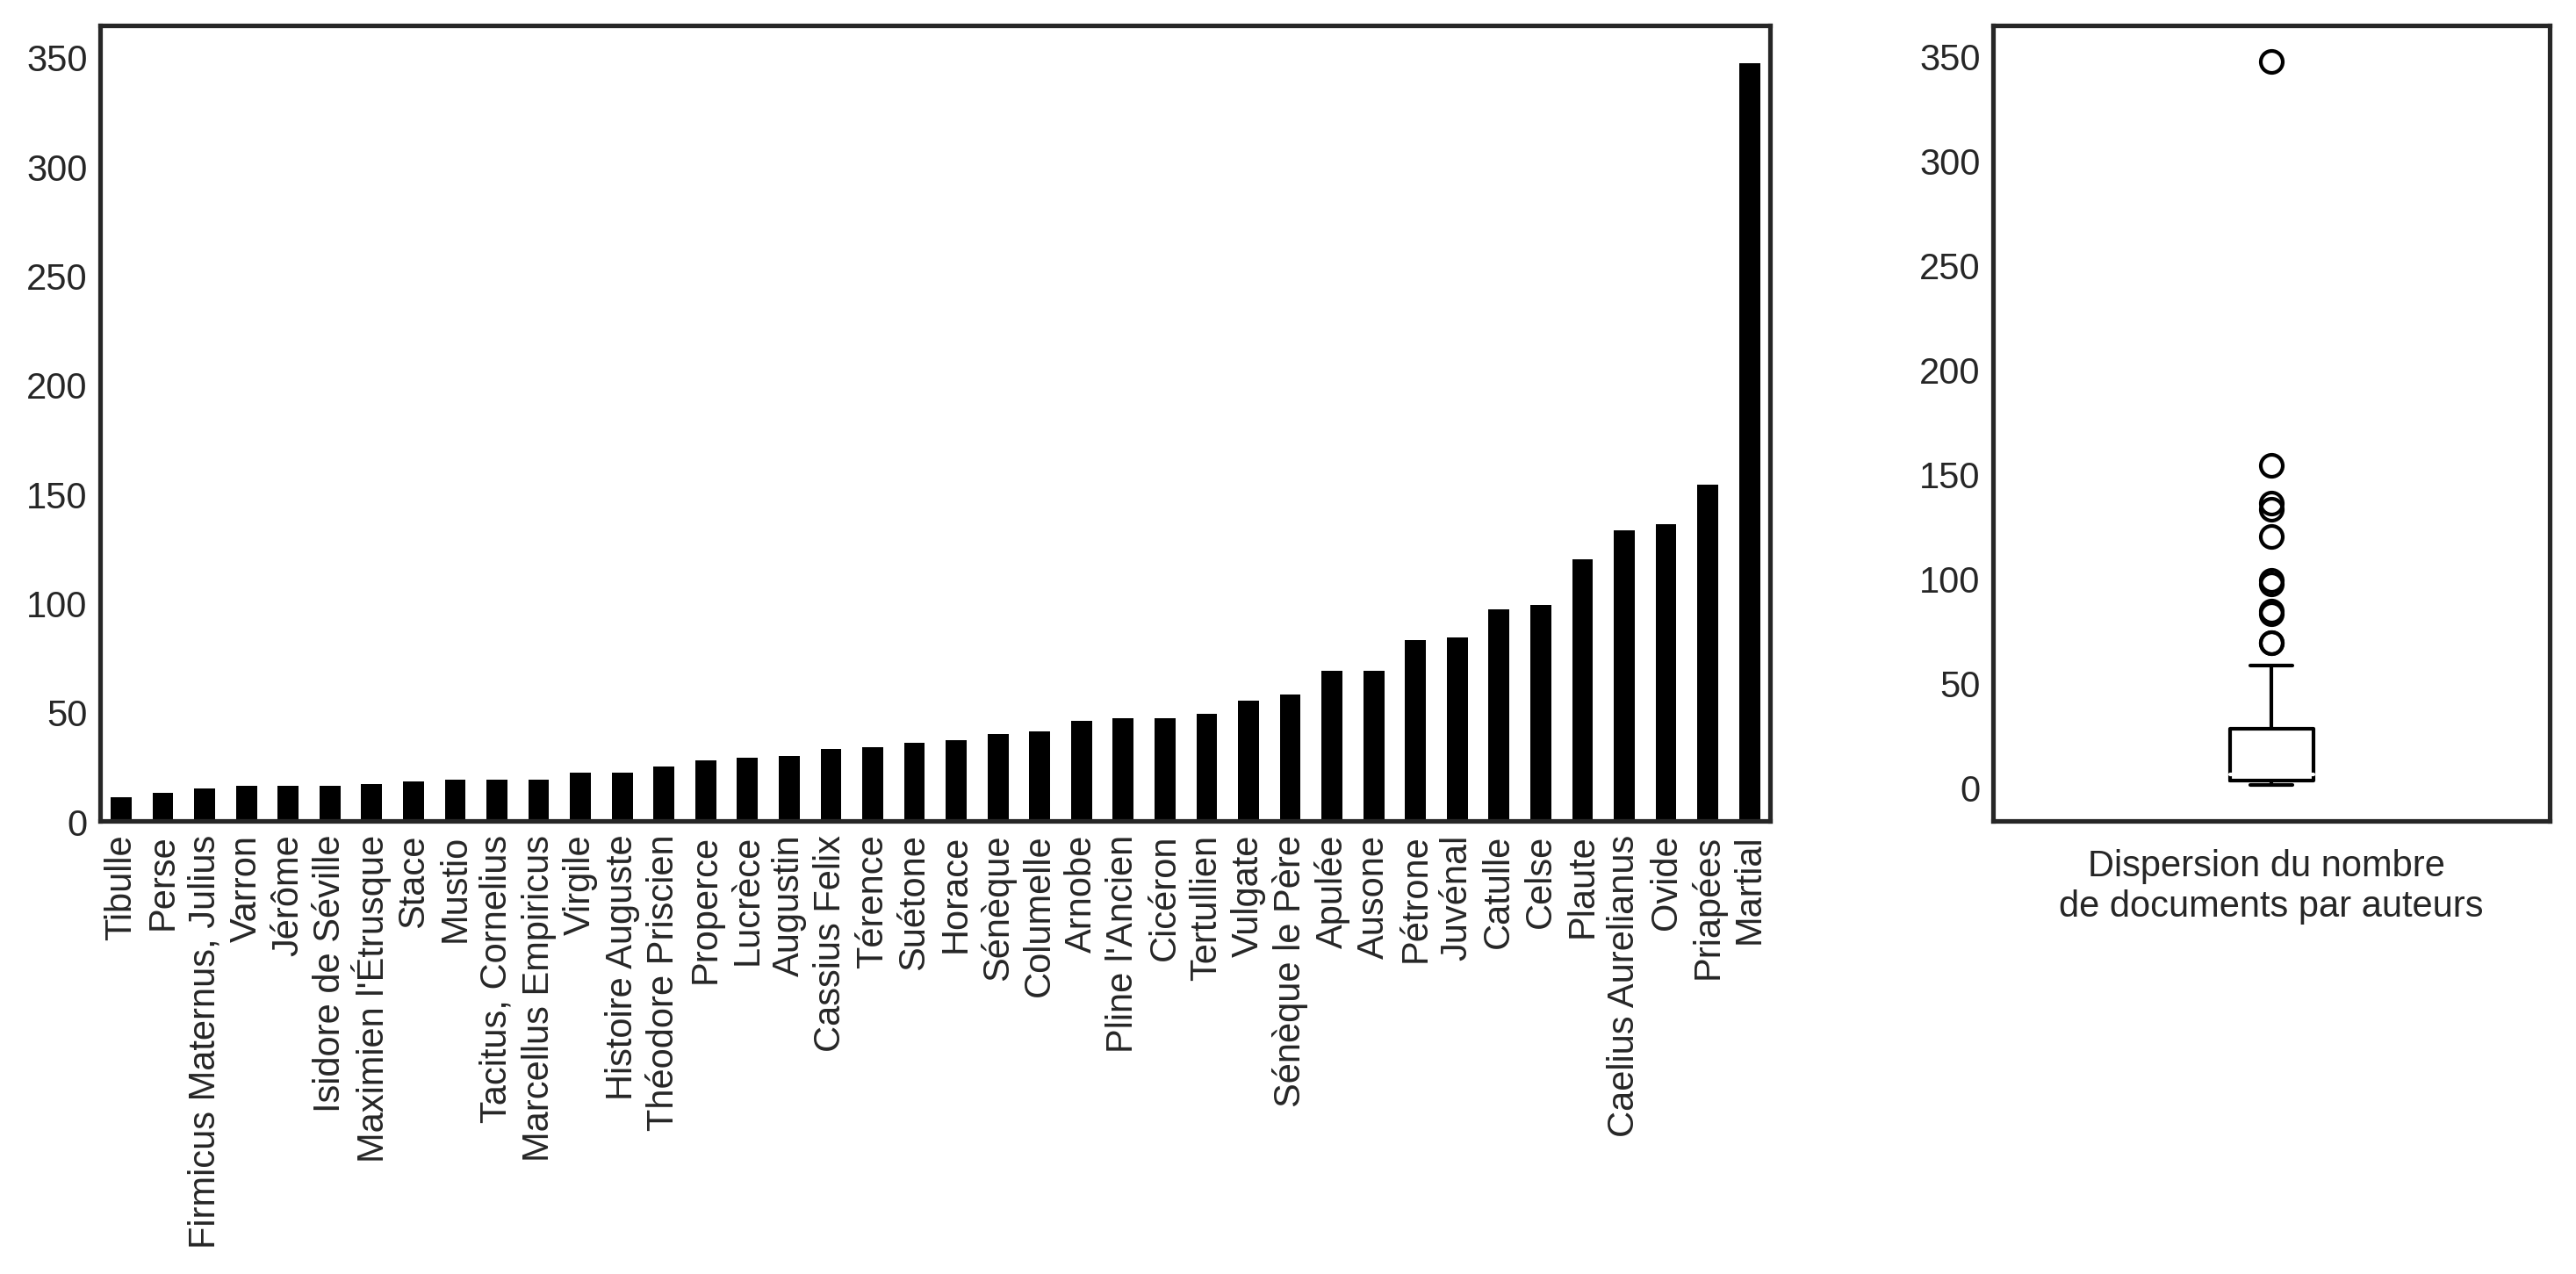 350
300
250
200
150
100
50
0
Tibulle
Perse
Firmicus Maternus, Julius
Varron
Jérôme
Isidore de Séville
Maximien l'Étrusque
Stace
Mustio
Tacitus, Cornelius
Marcellus Empiricus
Virgile
Histoire Auguste
Théodore Priscien
Properce
Lucrèce
Augustin
Cassius Felix
Térence
Suétone
Horace
Sénèque
Columelle
Arnobe
Pline l'Ancien
Cicéron
Tertullien
Vulgate
Sénèque le Père
Apulée
Ausone
Pétrone
Juvénal
Catulle
Celse
Plaute
Caelius Aurelianus
Ovide
Priapées
Martial
350
300
250
200
150
100
50
0
Dispersion du nombre
de documents par auteurs